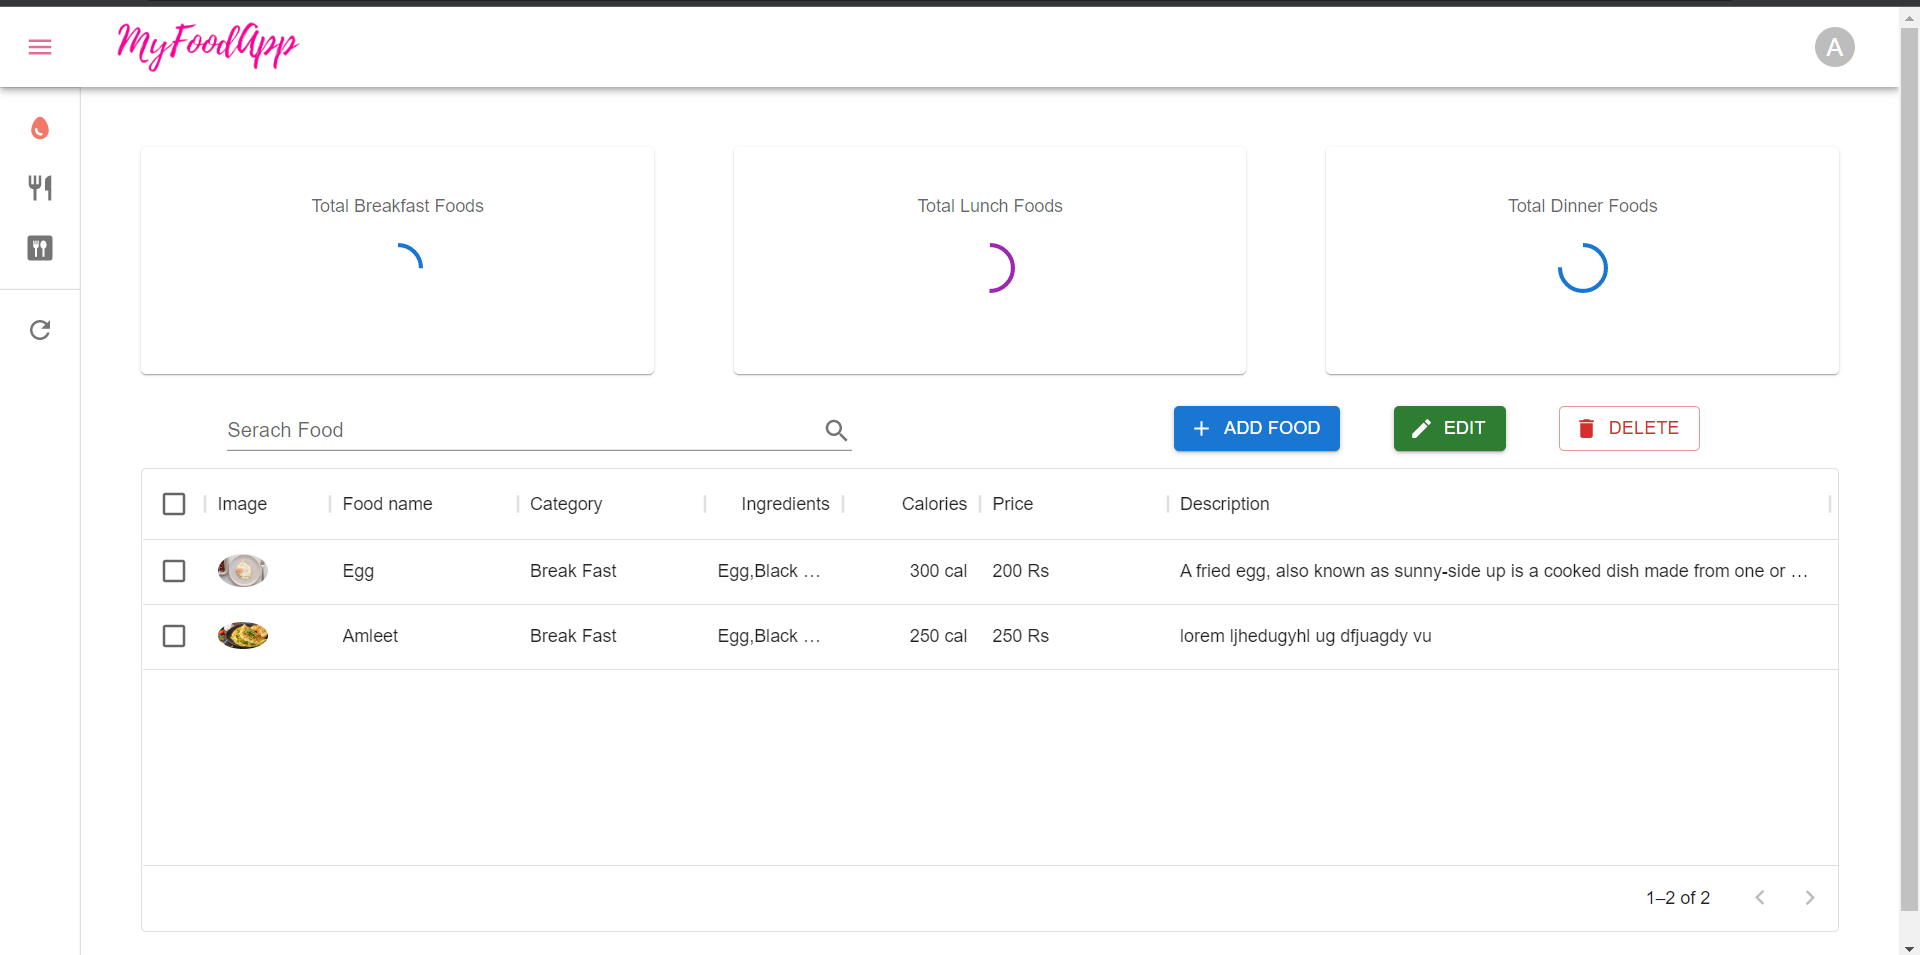 MyFoodApp
A
Total Breakfast Foods
Total Lunch Foods
Total Dinner Foods
Serach Food
ADD FOOD
EDIT
DELETE
Image Food name Category Ingredients Calories Price Description
Egg Break Fast Egg,Black ... 300 cal 200 Rs A fried egg, also known as sunny-side up is a cooked dish made from one or ...
Amleet Break Fast Egg,Black ... 250 cal 250 Rs lorem ljhedugyhl ug dfjuagdy vu
1–2 of 2